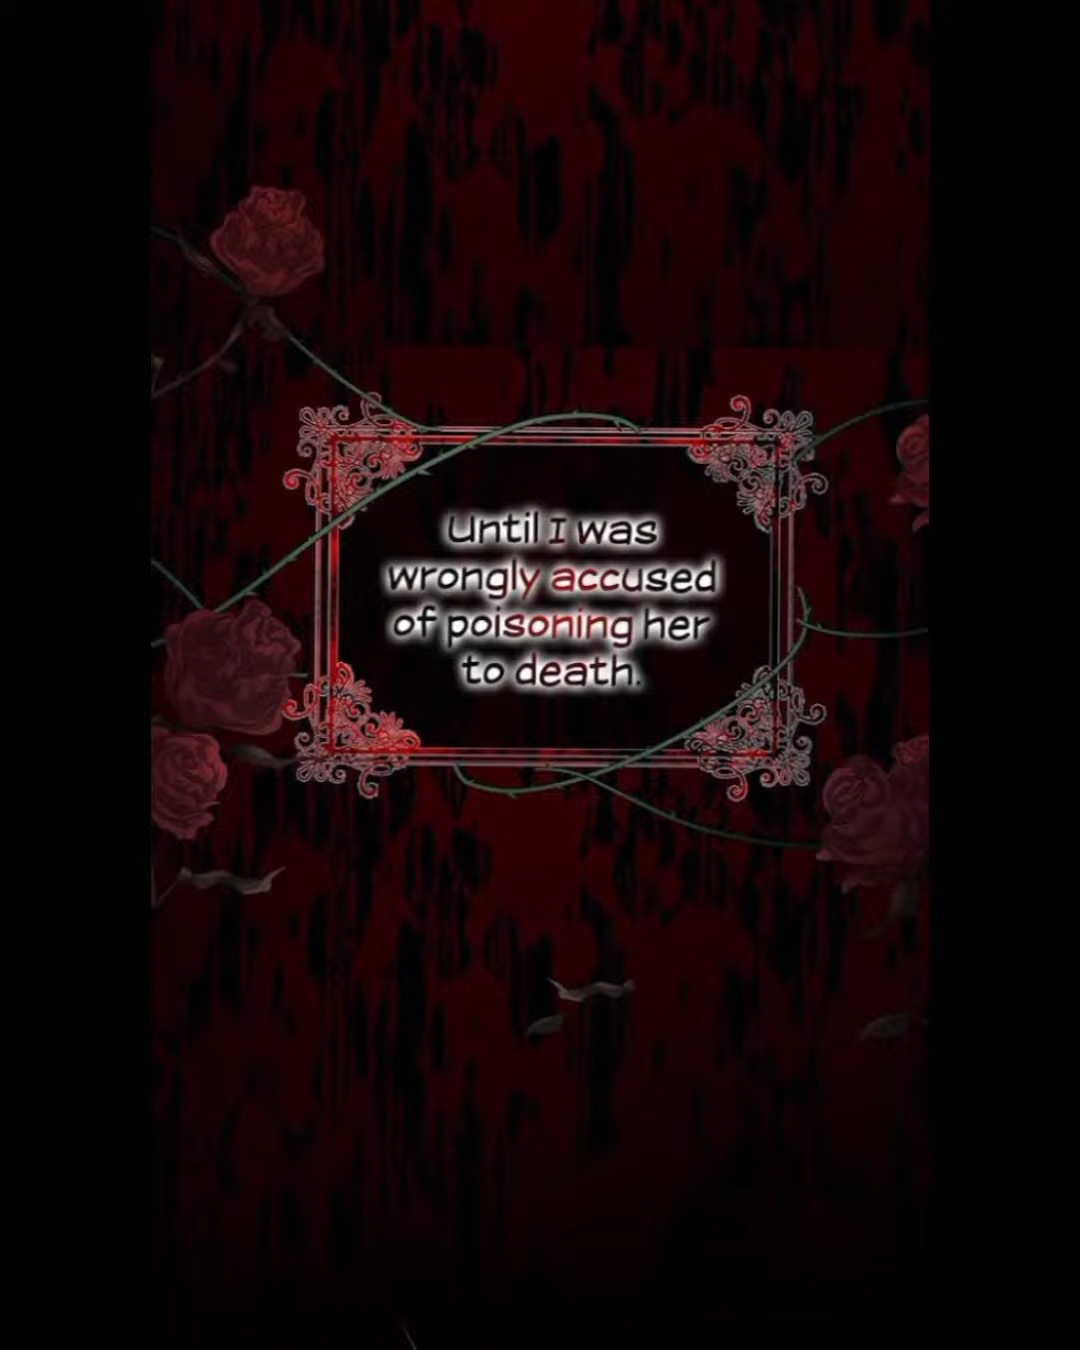 Until I was
wrongly accused
of poisoning her
to death.